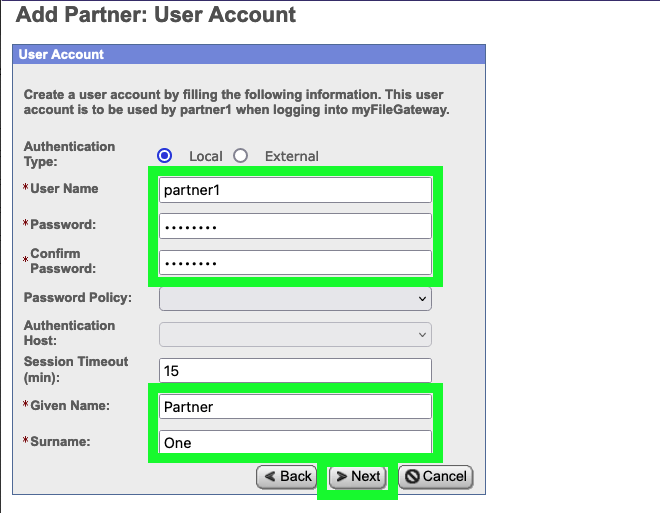 Add Partner: User Account
User Account
Create a user account by filling the following information. This user
account is to be used by partner1 when logging into myFileGateway.
Authentication
Type:
Local
External
*User Name
partner1
*Password:
••••••••
*Confirm
Password:
••••••••
Password Policy:
Authentication
Host:
Session Timeout
(min):
15
*Given Name:
Partner
*Surname:
One
Back
Next
Cancel